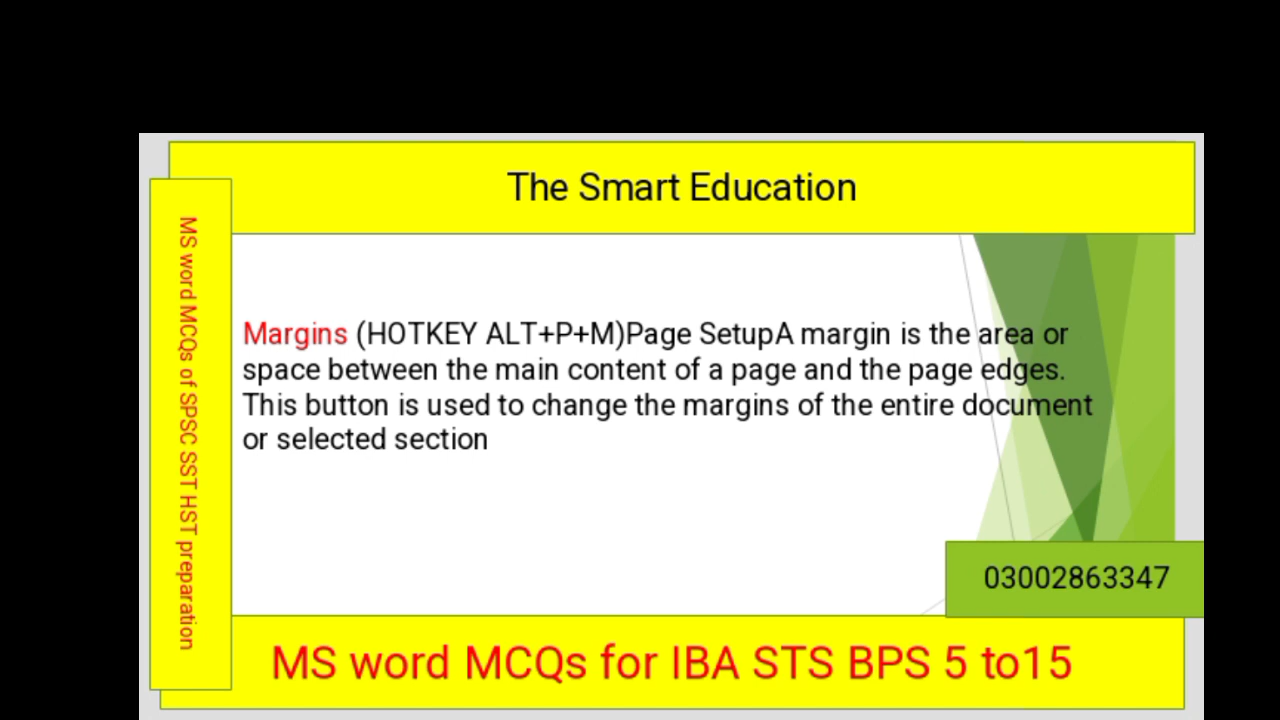 The Smart Education
MS word MCQs of SPSC SST HST preparation
Margins (HOTKEY ALT+P+M)Page SetupA margin is the area or
space between the main content of a page and the page edges.
This button is used to change the margins of the entire document
or selected section
03002863347
MS word MCQs for IBA STS BPS 5 to15